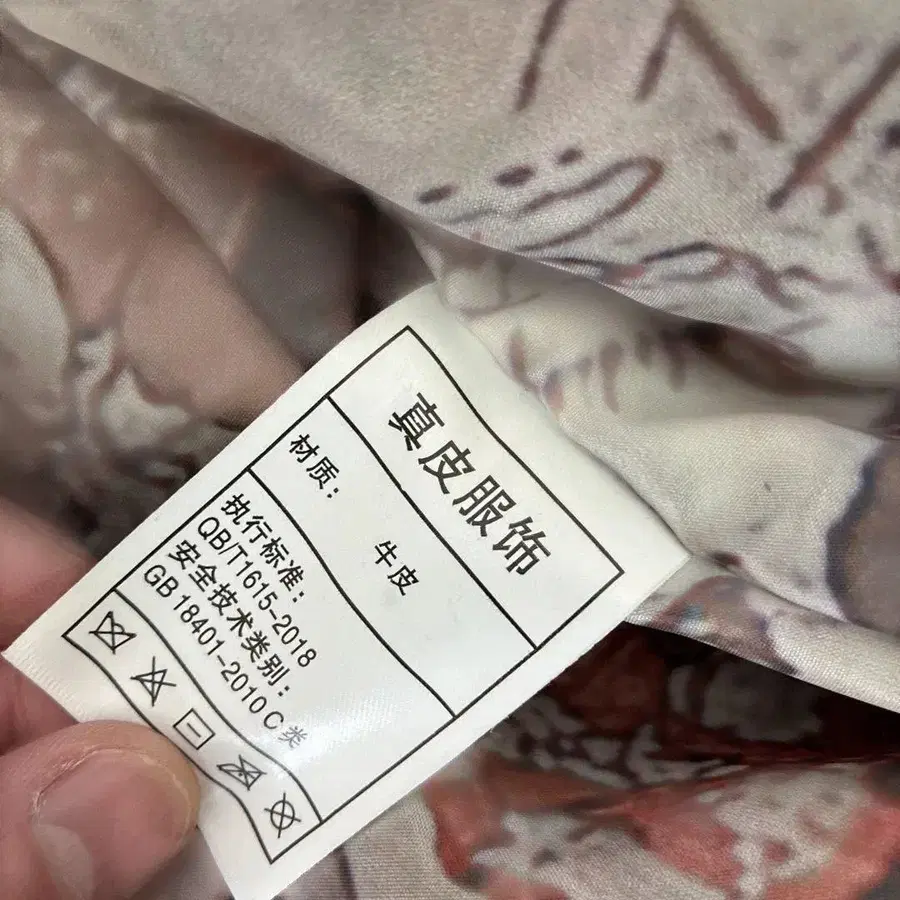 真皮服饰
材质：
牛皮
执行标准：
QB/T1615-2018
安全技术类别：
GB 18401-2010 C 类